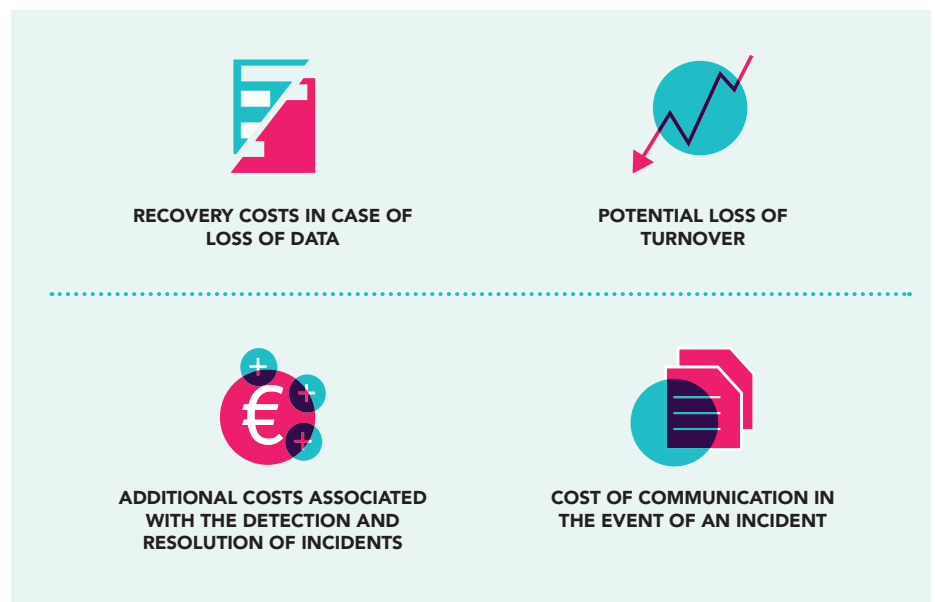 RECOVERY COSTS IN CASE OF
LOSS OF DATA
POTENTIAL LOSS OF
TURNOVER
€
ADDITIONAL COSTS ASSOCIATED
WITH THE DETECTION AND
RESOLUTION OF INCIDENTS
COST OF COMMUNICATION IN
THE EVENT OF AN INCIDENT